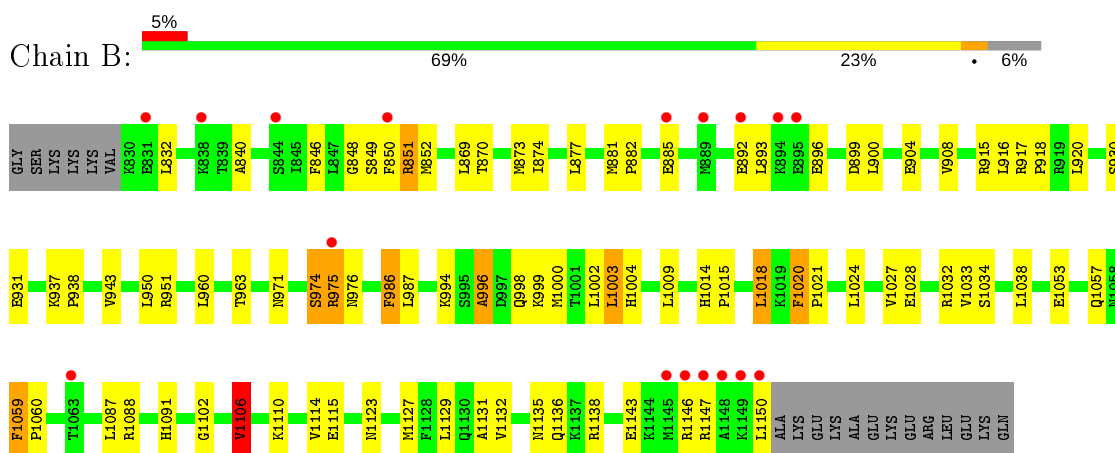 5%
Chain B:
69% 23% • 6%
GLY SER LYS LYS LYS VAL K830 E831 L832 K838 T839 A840 S844 I845 F846 L847 G848 S849 F850 R851 M852 L869 T870 M873 I874 L877 M881 P882 E885 M889 E892 L893 K894 E895 E896 D899 L900 E904 V908 R915 L916 R917 P918 R919 L920 S930
E931 K937 P938 V943 L950 R951 L960 T963 N971 S974 R975 N976 F986 L987 K994 S995 A996 D997 Q998 K999 M1000 T1001 L1002 L1003 H1004 L1009 H1014 P1015 L1018 K1019 F1020 P1021 L1024 V1027 E1028 R1032 V1033 S1034 L1038 E1053 Q1057 N1058
F1059 P1060 T1063 L1087 R1088 H1091 G1102 V1106 K1110 V1114 E1115 N1123 M1127 F1128 L1129 Q1130 A1131 V1132 N1135 Q1136 K1137 R1138 E1143 K1144 M1145 R1146 R1147 A1148 K1149 L1150 ALA LYS GLU LYS ALA GLU LYS GLU ARG LEU GLU LYS GLN